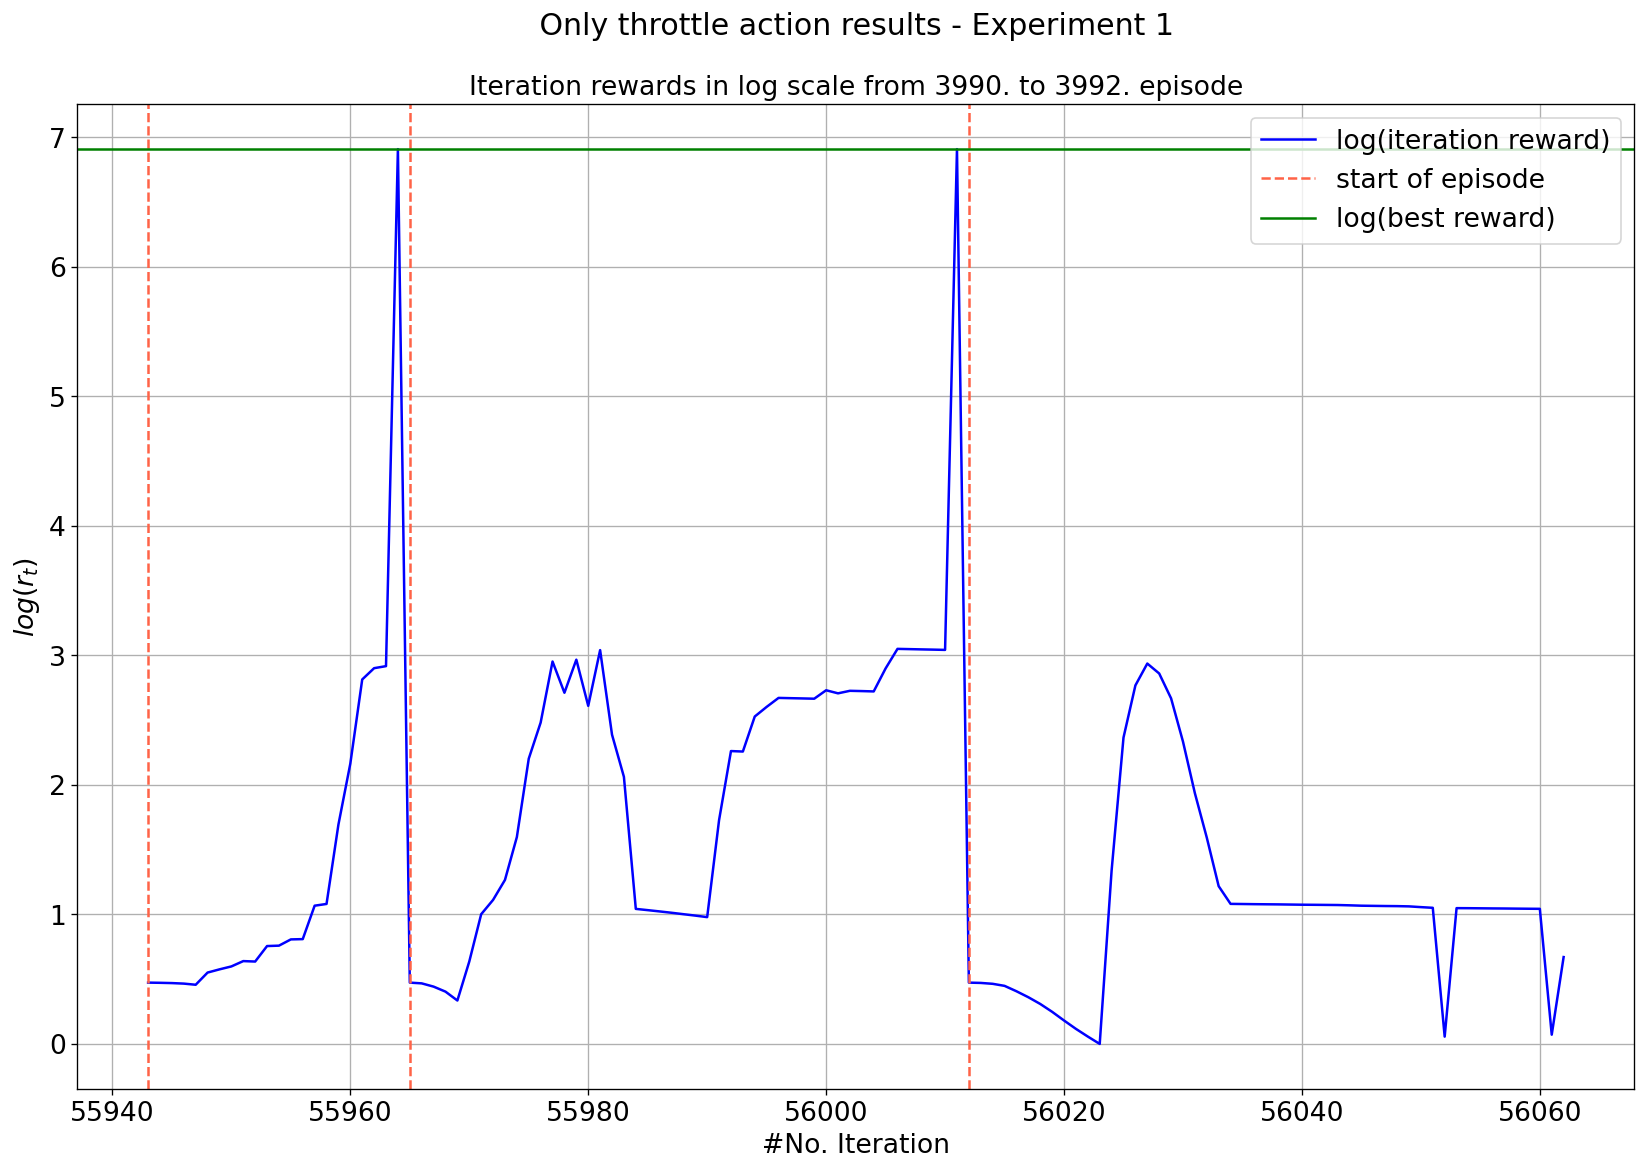 Only throttle action results - Experiment 1
Iteration rewards in log scale from 3990. to 3992. episode
7
6
5
4
3
2
1
0
log(r_t)
log(iteration reward)
start of episode
log(best reward)
55940 55960 55980 56000 56020 56040 56060
#No. Iteration